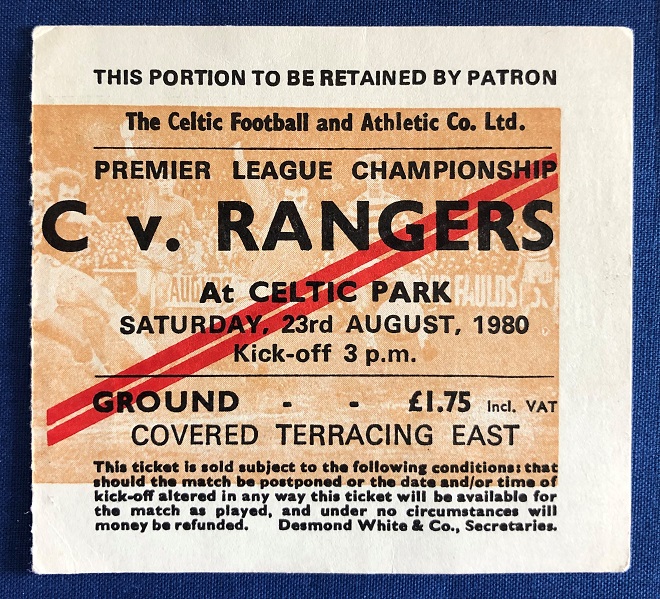 THIS PORTION TO BE RETAINED BY PATRON
The Celtic Football and Athletic Co. Ltd.
PREMIER LEAGUE CHAMPIONSHIP
C v. RANGERS
At CELTIC PARK
SATURDAY, 23rd AUGUST, 1980
Kick-off 3 p.m.
GROUND - - £1.75 Incl. VAT
COVERED TERRACING EAST
This ticket is sold subject to the following conditions: that
should the match be postponed or the date and/or time of
kick-off altered in any way this ticket will be available for
the match as played, and under no circumstances will
money be refunded. Desmond White & Co., Secretaries.